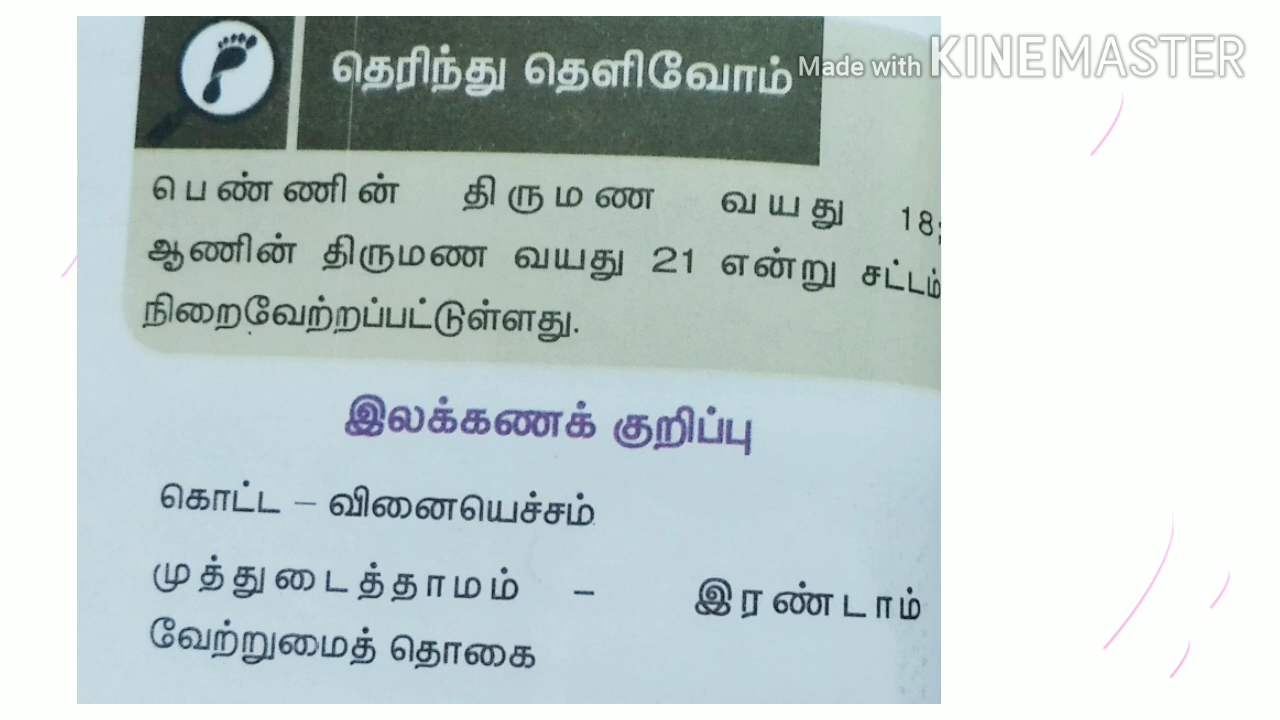 தெரிந்து தெளிவோம்
Made with KINEMASTER
பெண்ணின் திருமண வயது 18;
ஆணின் திருமண வயது 21 என்று சட்டம்
நிறைவேற்றப்பட்டுள்ளது.
இலக்கணக் குறிப்பு
கொட்ட – வினையெச்சம்
முத்துடைத்தாமம் – இரண்டாம்
வேற்றுமைத் தொகை